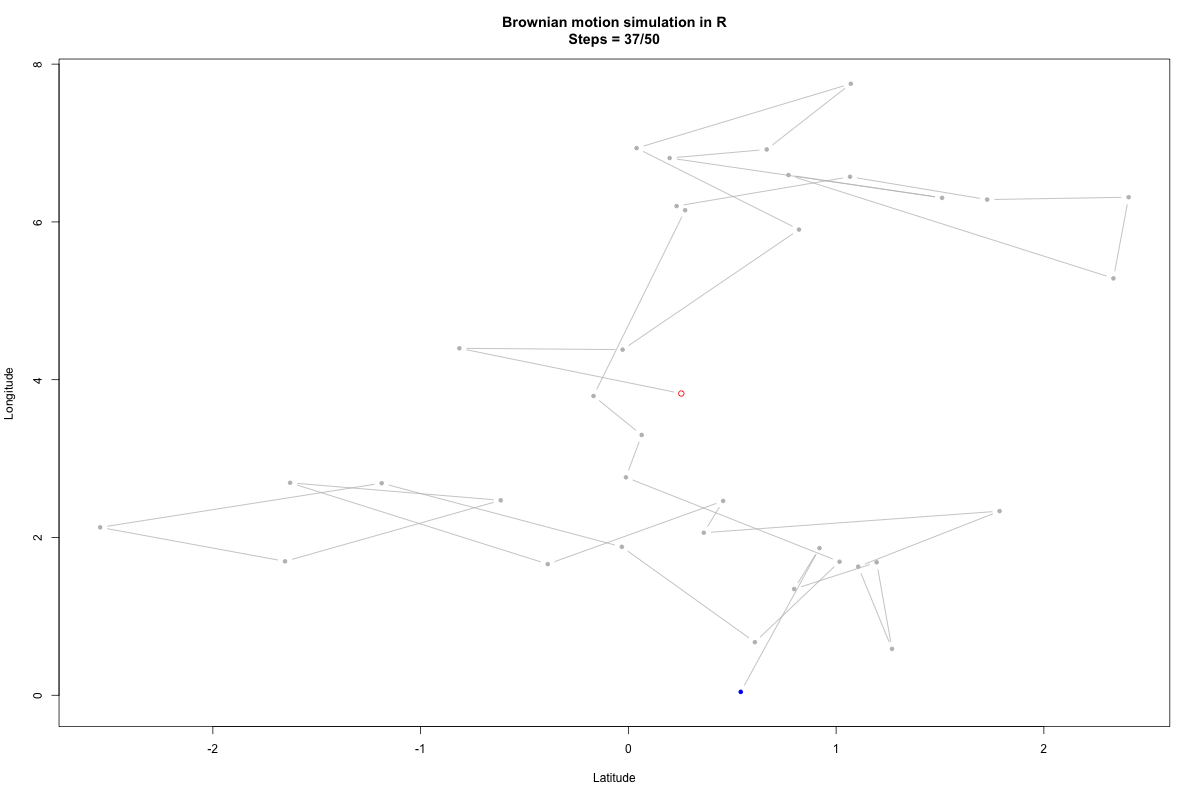 Brownian motion simulation in R
Steps = 37/50
8
6
4
2
0
Longitude
-2 -1 0 1 2
Latitude